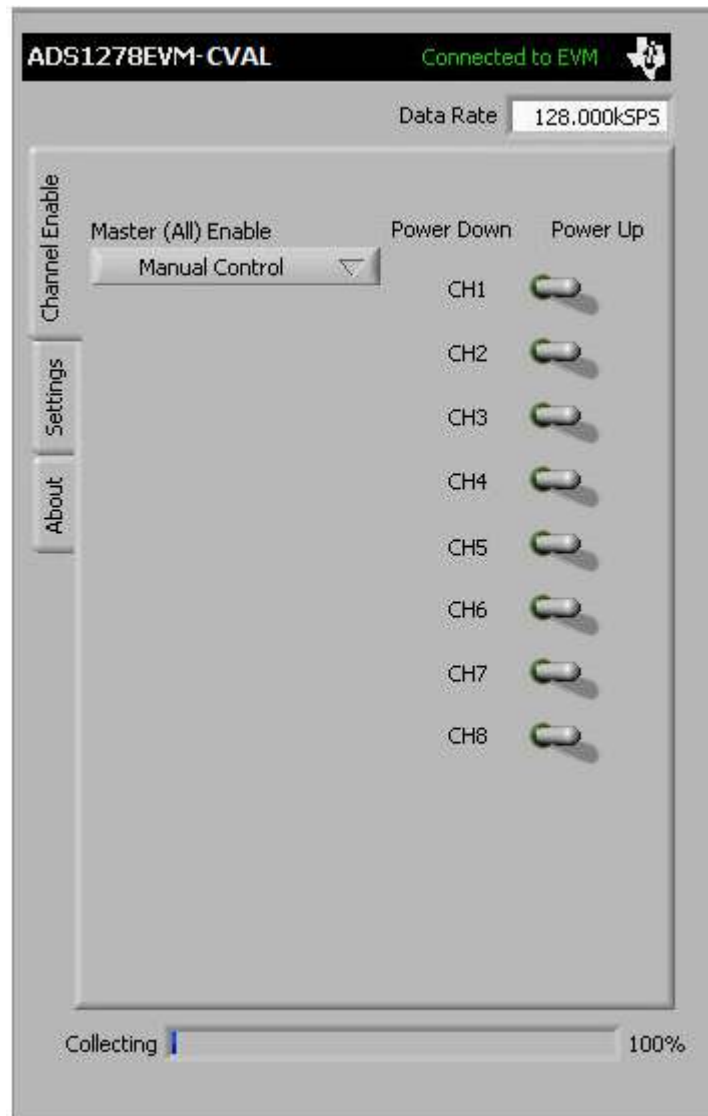 ADS1278EVM-CVAL Connected to EVM
Data Rate 128.000kSPS
Channel Enable
Settings
About
Master (All) Enable
Manual Control
Power Down Power Up
CH1
CH2
CH3
CH4
CH5
CH6
CH7
CH8
Collecting 100%